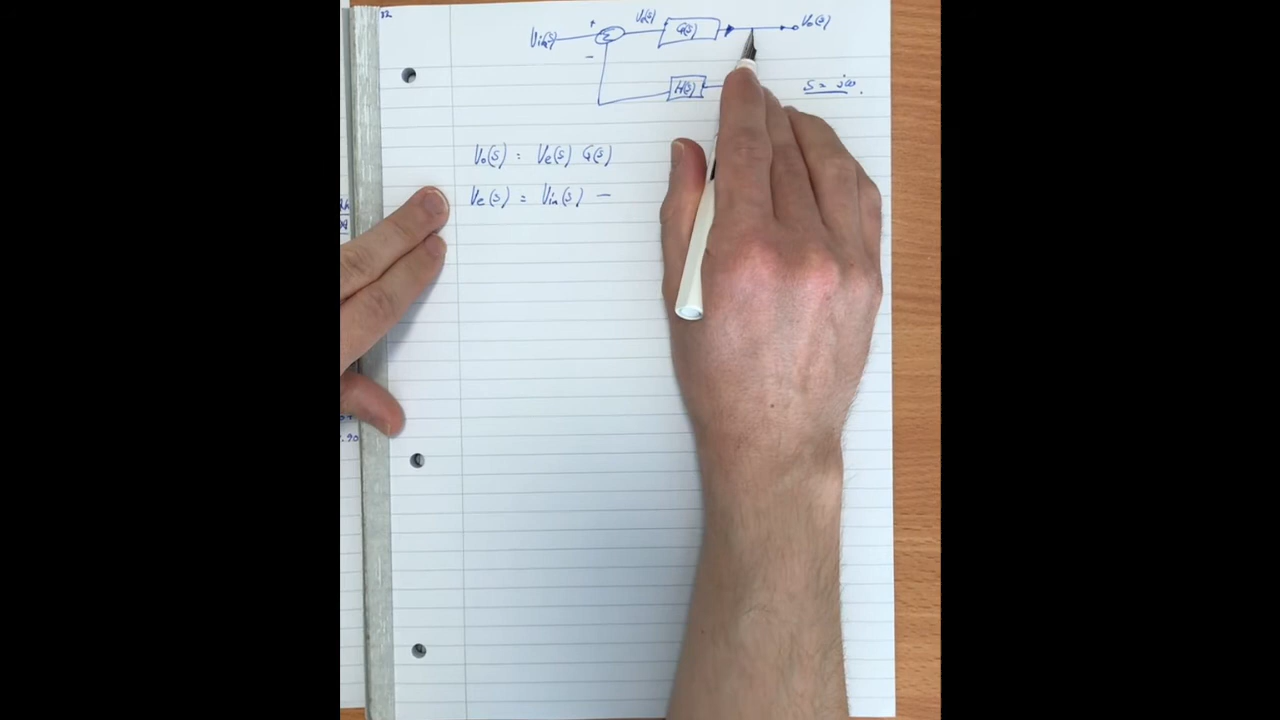 Vin(s) + Σ − Ve(s) G(s) Vo(s)
H(s) s = jω.
Vo(s) = Ve(s) G(s)
Ve(s) = Vin(s) −